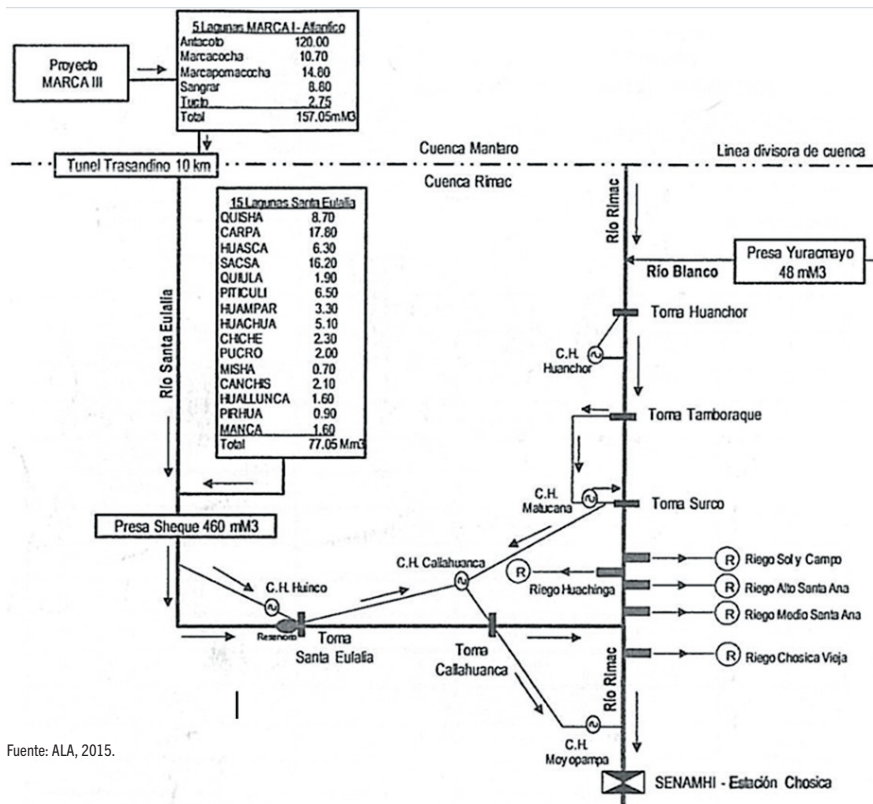 5 Lagunas MARCA I - Atlantico
Antacoto 120.00
Marcacocha 10.70
Marcapomacocha 14.80
Sangrar 8.80
Tucto 2.75
Total 157.05mM3
Proyecto
MARCA III
Cuenca Mantaro
Linea divisora de cuenca
Tunel Trasandino 10 km
Cuenca Rimac
15 Lagunas Santa Eulalia
QUISHA 8.70
CARPA 17.80
HUASCA 6.30
SACSA 16.20
QUIULA 1.90
PITICULI 6.50
HUAMPAR 3.30
HUACHUA 5.10
CHICHE 2.30
PUCRO 2.00
MISHA 0.70
CANCHIS 2.10
HUALLUNCA 1.60
PIRHUA 0.90
MANCA 1.60
Total 77.05 Mm3
Río Santa Eulalia
Río Rimac
Presa Yuracmayo
48 mM3
Río Blanco
Toma Huanchor
C.H.
Huanchor
Toma Tamboraque
C.H.
Matucana
Toma Surco
Presa Sheque 460 mM3
C.H. Huinco
C.H. Callahuanca
R
Riego Huachinga
R Riego Sol y Campo
R Riego Alto Santa Ana
R Riego Medio Santa Ana
R Riego Chosica Vieja
Reservorio
Toma
Santa Eulalia
Toma
Callahuanca
Río Rimac
C.H.
Moyopampa
SENAMHI - Estación Chosica
Fuente: ALA, 2015.